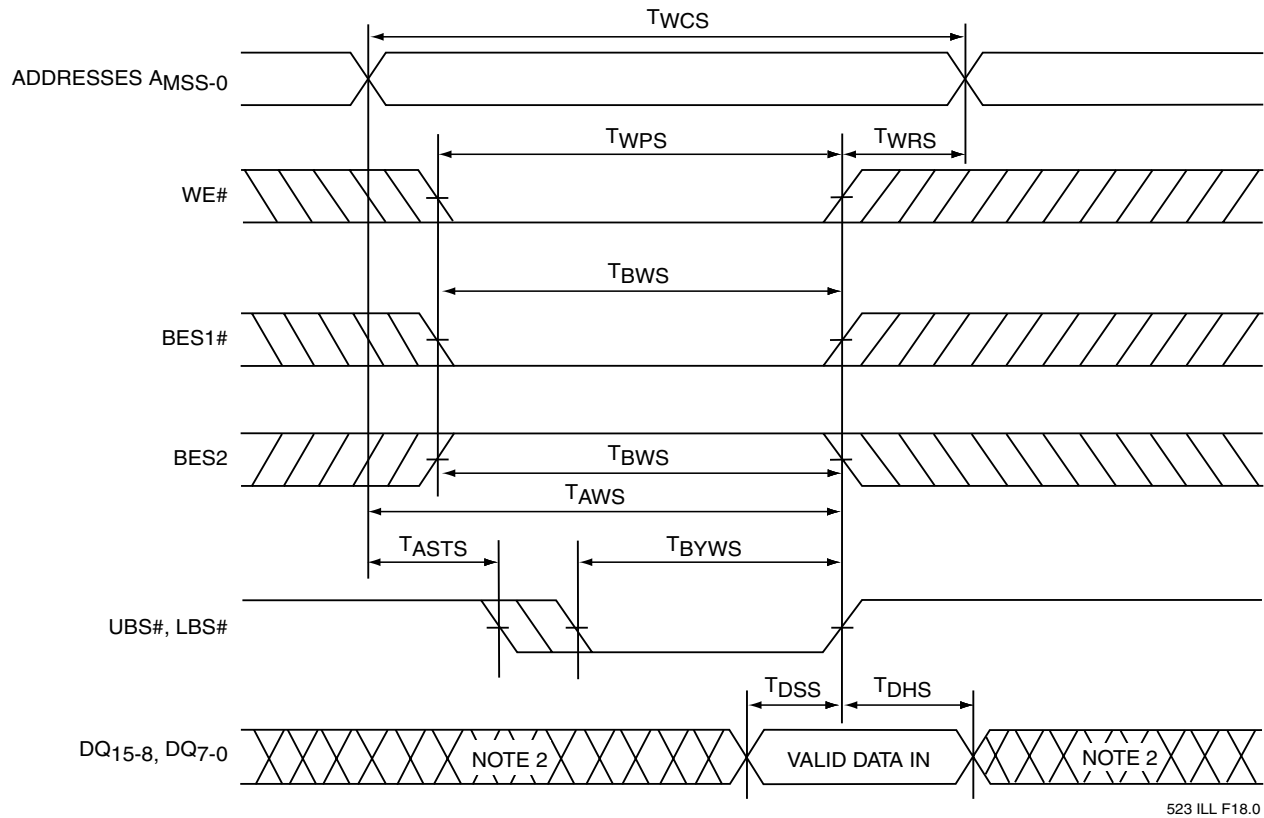 TWCS
ADDRESSES AMSS-0
TWPS
TWRS
WE#
TBWS
BES1#
BES2
TBWS
TAWS
TASTS
TBYWS
UBS#, LBS#
TDSS
TDHS
DQ15-8, DQ7-0
NOTE 2
VALID DATA IN
NOTE 2
523 ILL F18.0